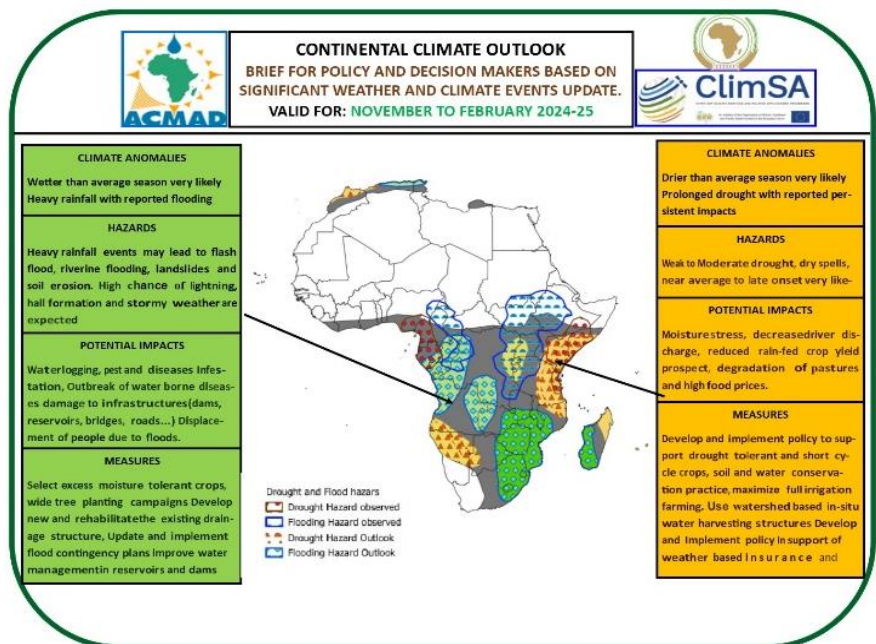 CONTINENTAL CLIMATE OUTLOOK
BRIEF FOR POLICY AND DECISION MAKERS BASED ON
SIGNIFICANT WEATHER AND CLIMATE EVENTS UPDATE.
VALID FOR: NOVEMBER TO FEBRUARY 2024-25
ACMAD
ClimSA
CLIMATE ANOMALIES
Wetter than average season very likely
Heavy rainfall with reported flooding
HAZARDS
Heavy rainfall events may lead to flash
flood, riverine flooding, landslides and
soil erosion. High chance of lightning,
hall formation and stormy weather are
expected
POTENTIAL IMPACTS
Waterlogging, pest and diseases Infes-
tation, Outbreak of water borne diseas-
es damage to infrastructures(dams,
reservoirs, bridges, roads...) Displace-
ment of people due to floods.
MEASURES
Select excess moisture tolerant crops,
wide tree planting campaigns Develop
new and rehabilitatethe existing drain-
age structure, Update and implement
flood contingency plans improve water
managementin reservoirs and dams
Drought and Flood hazars
Drought Hazard observed
Flooding Hazard observed
Drought Hazard Outlook
Flooding Hazard Outlook
CLIMATE ANOMALIES
Drier than average season very likely
Prolonged drought with reported per-
sistent impacts
HAZARDS
Weak to Moderate drought, dry spells,
near average to late onset very like-
POTENTIAL IMPACTS
Moisture stress, decreasedriver dis-
charge, reduced rain-fed crop yleld
prospect, degradation of pastures
and high food prices.
MEASURES
Develop and implement policy to sup-
port drought tolerant and short cy-
cle crops, soil and water conserva-
tion practice, maximize full irrigation
farming, Use watershed based in-situ
water harvesting structures Develop
and Implement policy In support of
weather based Insurance and